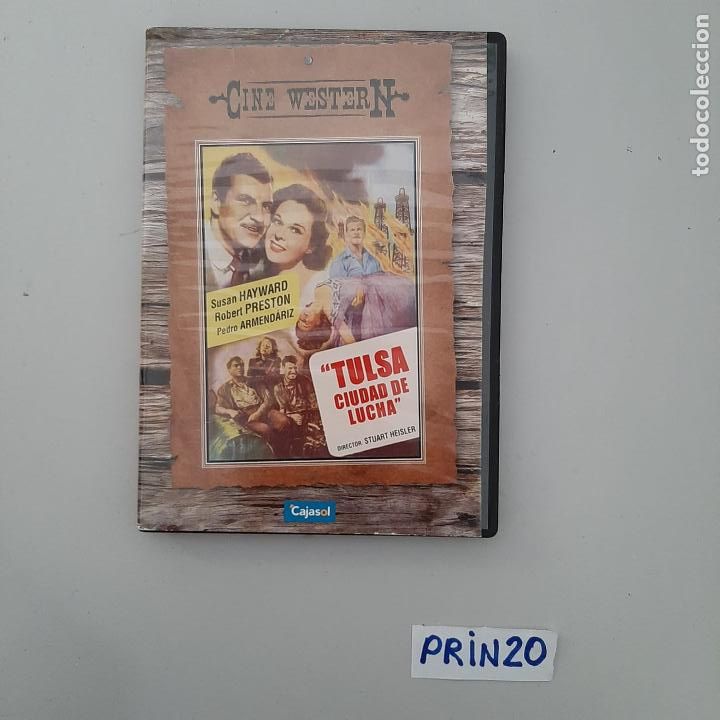 CINE WESTERN
Susan HAYWARD
Robert PRESTON
Pedro ARMENDÁRIZ
"TULSA
CIUDAD DE
LUCHA"
DIRECTOR STUART HEISLER
Cajasol
PRiN20
todocoleccion